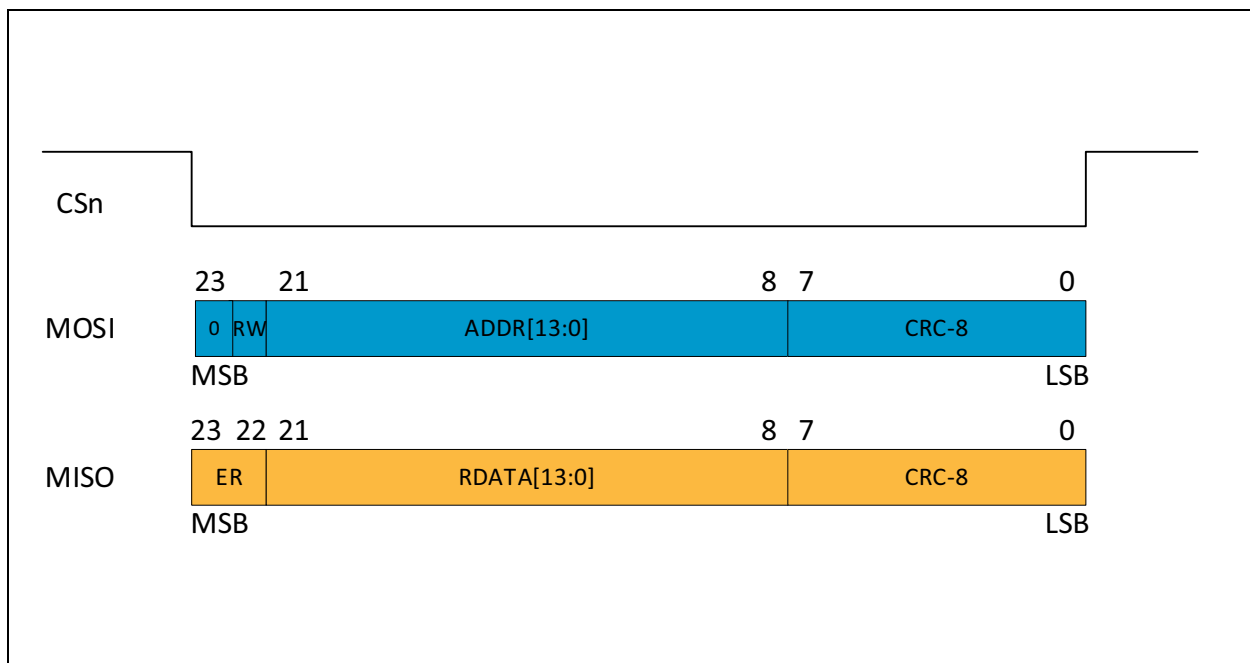 CSn
23 21 8 7 0
MOSI 0 RW ADDR[13:0] CRC-8
MSB LSB
23 22 21 8 7 0
MISO ER RDATA[13:0] CRC-8
MSB LSB